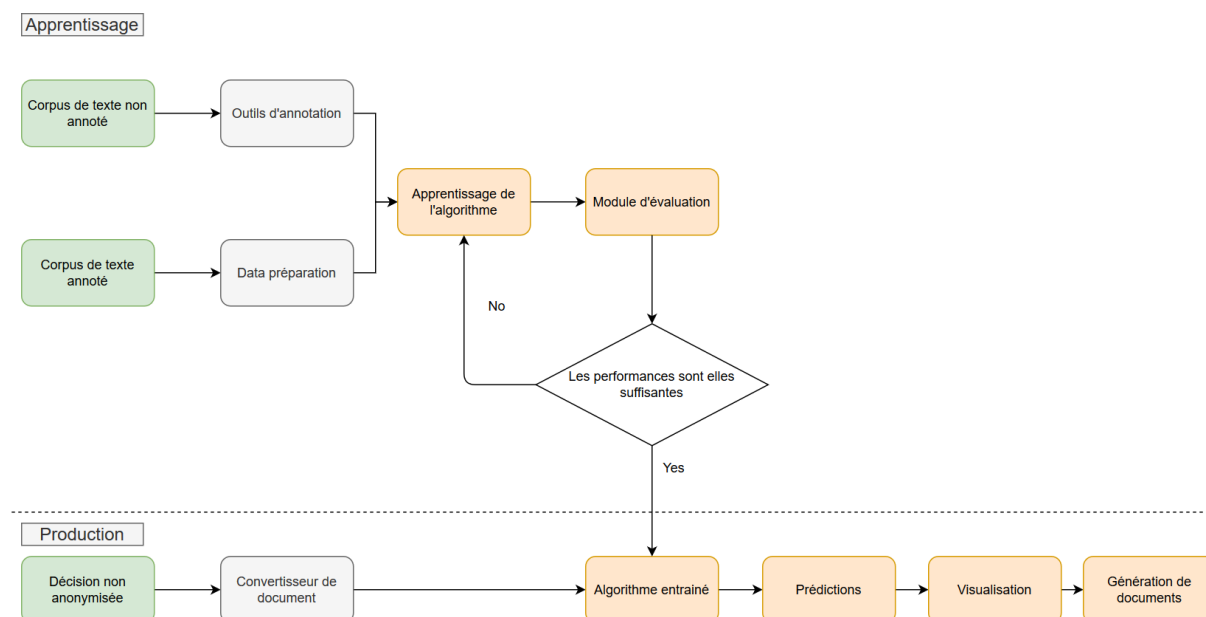 Apprentissage
Corpus de texte non
annoté
Outils d'annotation
Apprentissage de
l'algorithme
Module d'évaluation
Corpus de texte
annoté
Data préparation
No
Les performances sont elles
suffisantes
Yes
Production
Décision non
anonymisée
Convertisseur de
document
Algorithme entrainé
Prédictions
Visualisation
Génération de
documents